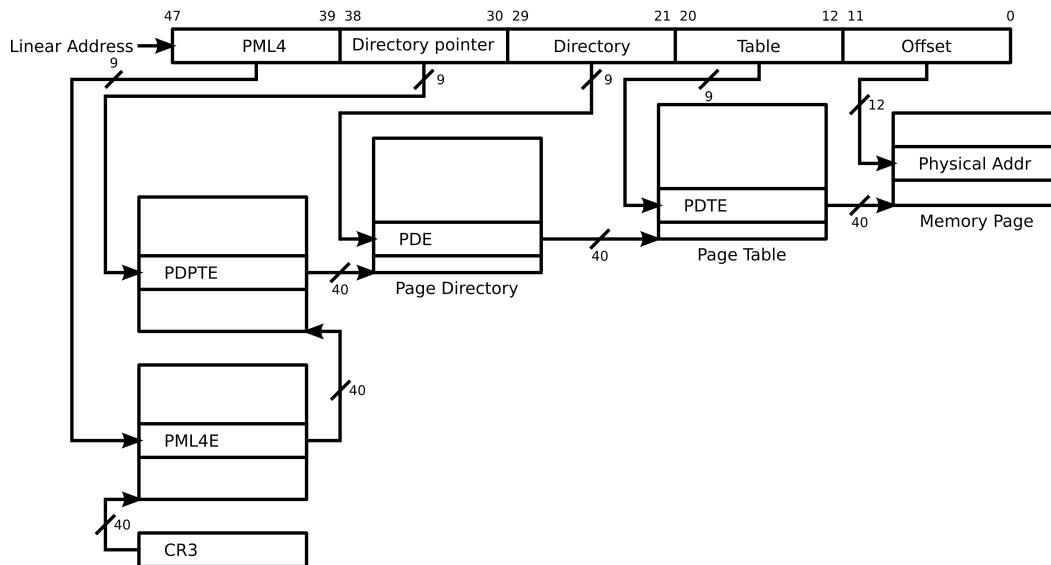 47 39 38 30 29 21 20 12 11 0
Linear Address PML4 Directory pointer Directory Table Offset
9 9 9 9 12
Physical Addr
PDTE
40
Memory Page
PDE
40
Page Table
PDPTE
40
Page Directory
40
PML4E
40
CR3